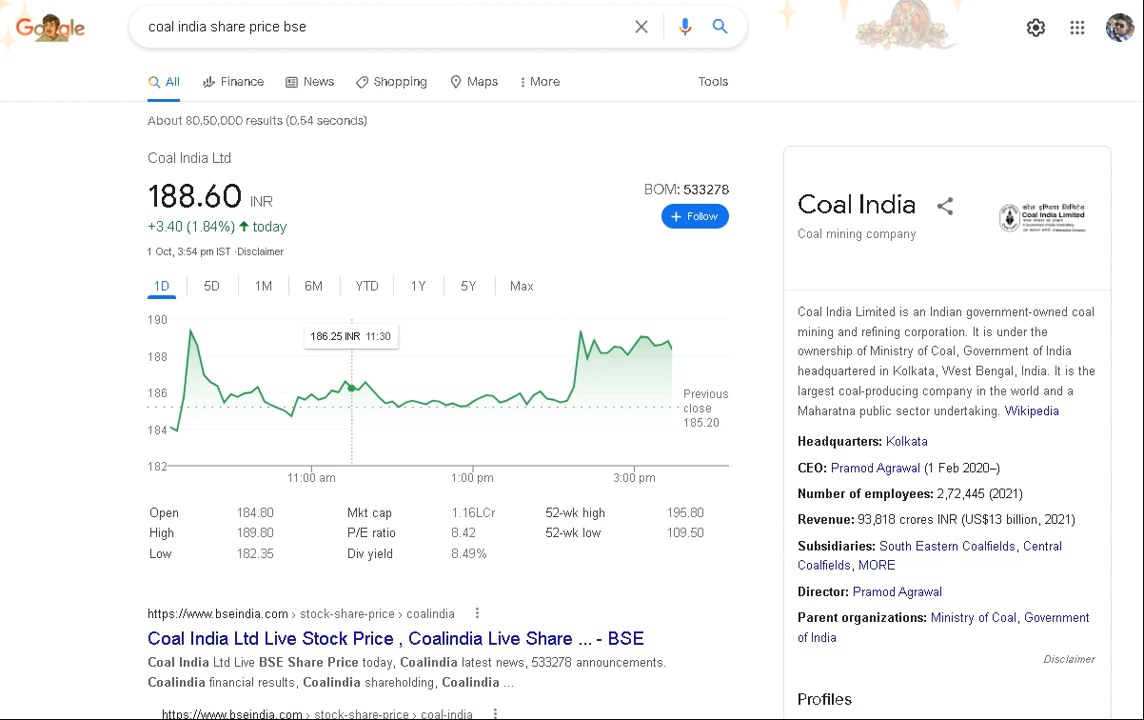 Google
coal india share price bse
All Finance News Shopping Maps More Tools
About 80,50,000 results (0.54 seconds)
Coal India Ltd
188.60 INR
+3.40 (1.84%) today
1 Oct, 3:54 pm IST ·Disclaimer
BOM: 533278
+ Follow
1D 5D 1M 6M YTD 1Y 5Y Max
190
188
186
184
182
186.25 INR 11:30
Previous
close
185.20
11:00 am 1:00 pm 3:00 pm
Open 184.80 Mkt cap 1.16LCr 52-wk high 195.80
High 189.80 P/E ratio 8.42 52-wk low 109.50
Low 182.35 Div yield 8.49%
https://www.bseindia.com › stock-share-price › coalindia
Coal India Ltd Live Stock Price , Coalindia Live Share ... - BSE
Coal India Ltd Live BSE Share Price today, Coalindia latest news, 533278 announcements.
Coalindia financial results, Coalindia shareholding, Coalindia ...
https://www.bseindia.com › stock-share-price › coal-india
Coal India
Coal mining company
कोल इण्डिया लिमिटेड
Coal India Limited
Coal India Limited is an Indian government-owned coal
mining and refining corporation. It is under the
ownership of Ministry of Coal, Government of India
headquartered in Kolkata, West Bengal, India. It is the
largest coal-producing company in the world and a
Maharatna public sector undertaking. Wikipedia
Headquarters: Kolkata
CEO: Pramod Agrawal (1 Feb 2020–)
Number of employees: 2,72,445 (2021)
Revenue: 93,818 crores INR (US$13 billion, 2021)
Subsidiaries: South Eastern Coalfields, Central
Coalfields, MORE
Director: Pramod Agrawal
Parent organizations: Ministry of Coal, Government
of India
Disclaimer
Profiles